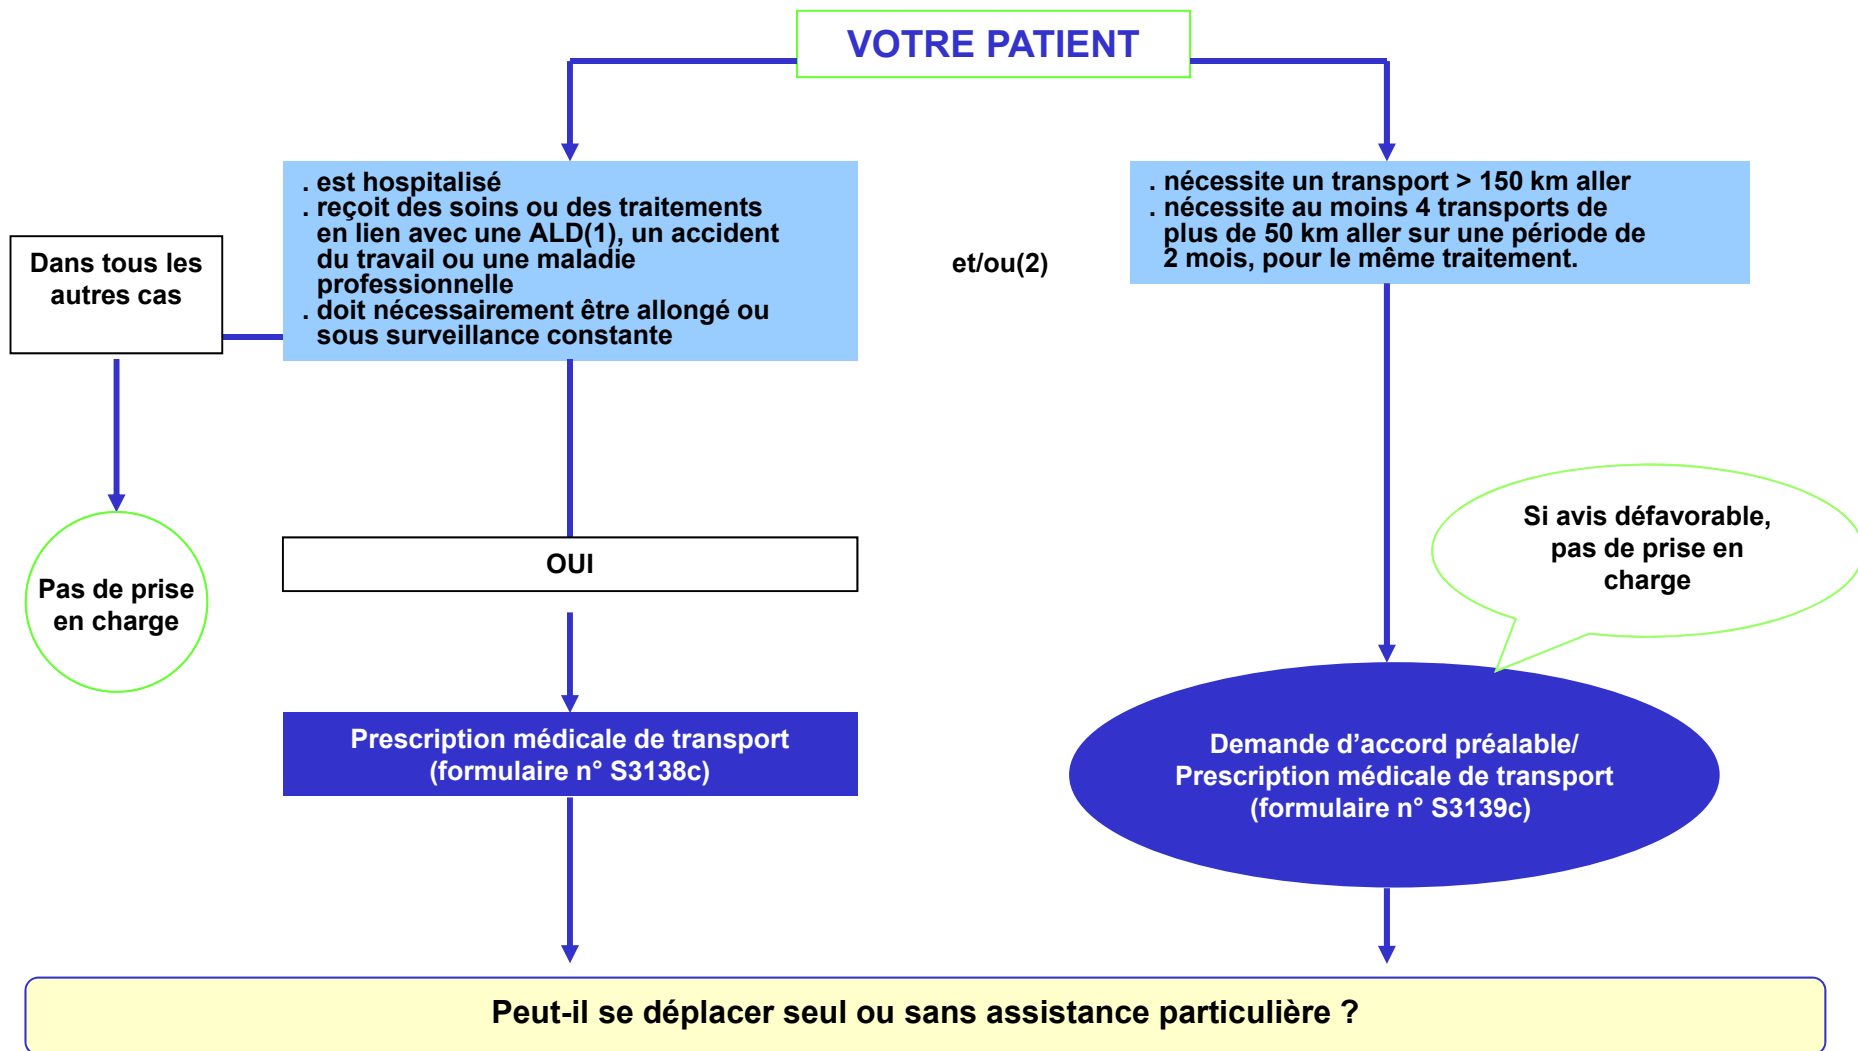 VOTRE PATIENT
. est hospitalisé
. reçoit des soins ou des traitements
en lien avec une ALD(1), un accident
du travail ou une maladie
professionnelle
. doit nécessairement être allongé ou
sous surveillance constante
et/ou(2)
. nécessite un transport > 150 km aller
. nécessite au moins 4 transports de
plus de 50 km aller sur une période de
2 mois, pour le même traitement.
Dans tous les
autres cas
Pas de prise
en charge
OUI
Si avis défavorable,
pas de prise en
charge
Prescription médicale de transport
(formulaire n° S3138c)
Demande d’accord préalable/
Prescription médicale de transport
(formulaire n° S3139c)
Peut-il se déplacer seul ou sans assistance particulière ?